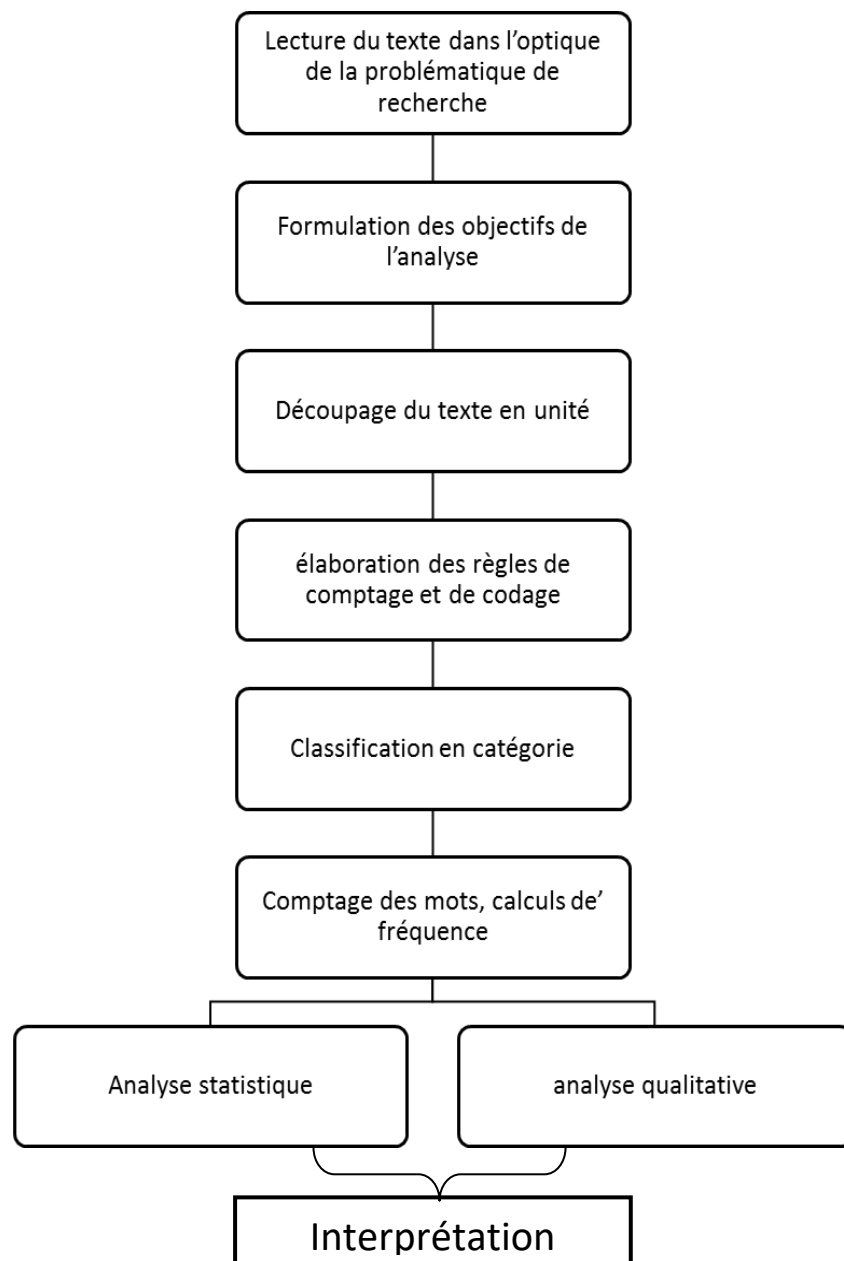 Lecture du texte dans l’optique
de la problématique de
recherche
Formulation des objectifs de
l’analyse
Découpage du texte en unité
élaboration des règles de
comptage et de codage
Classification en catégorie
Comptage des mots, calculs de’
fréquence
Analyse statistique
analyse qualitative
Interprétation